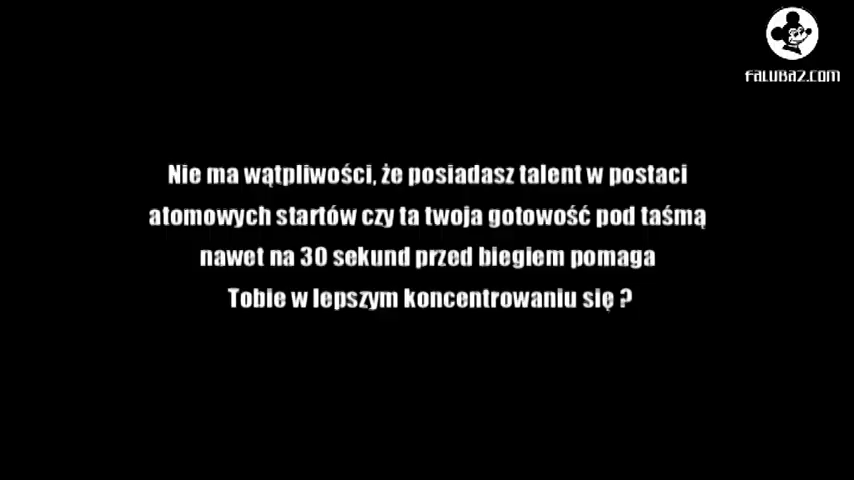 FALUBAZ.COM
Nie ma wątpliwości, że posiadasz talent w postaci
atomowych startów czy ta twoja gotowość pod taśmą
nawet na 30 sekund przed biegiem pomaga
Tobie w lepszym koncentrowaniu się ?